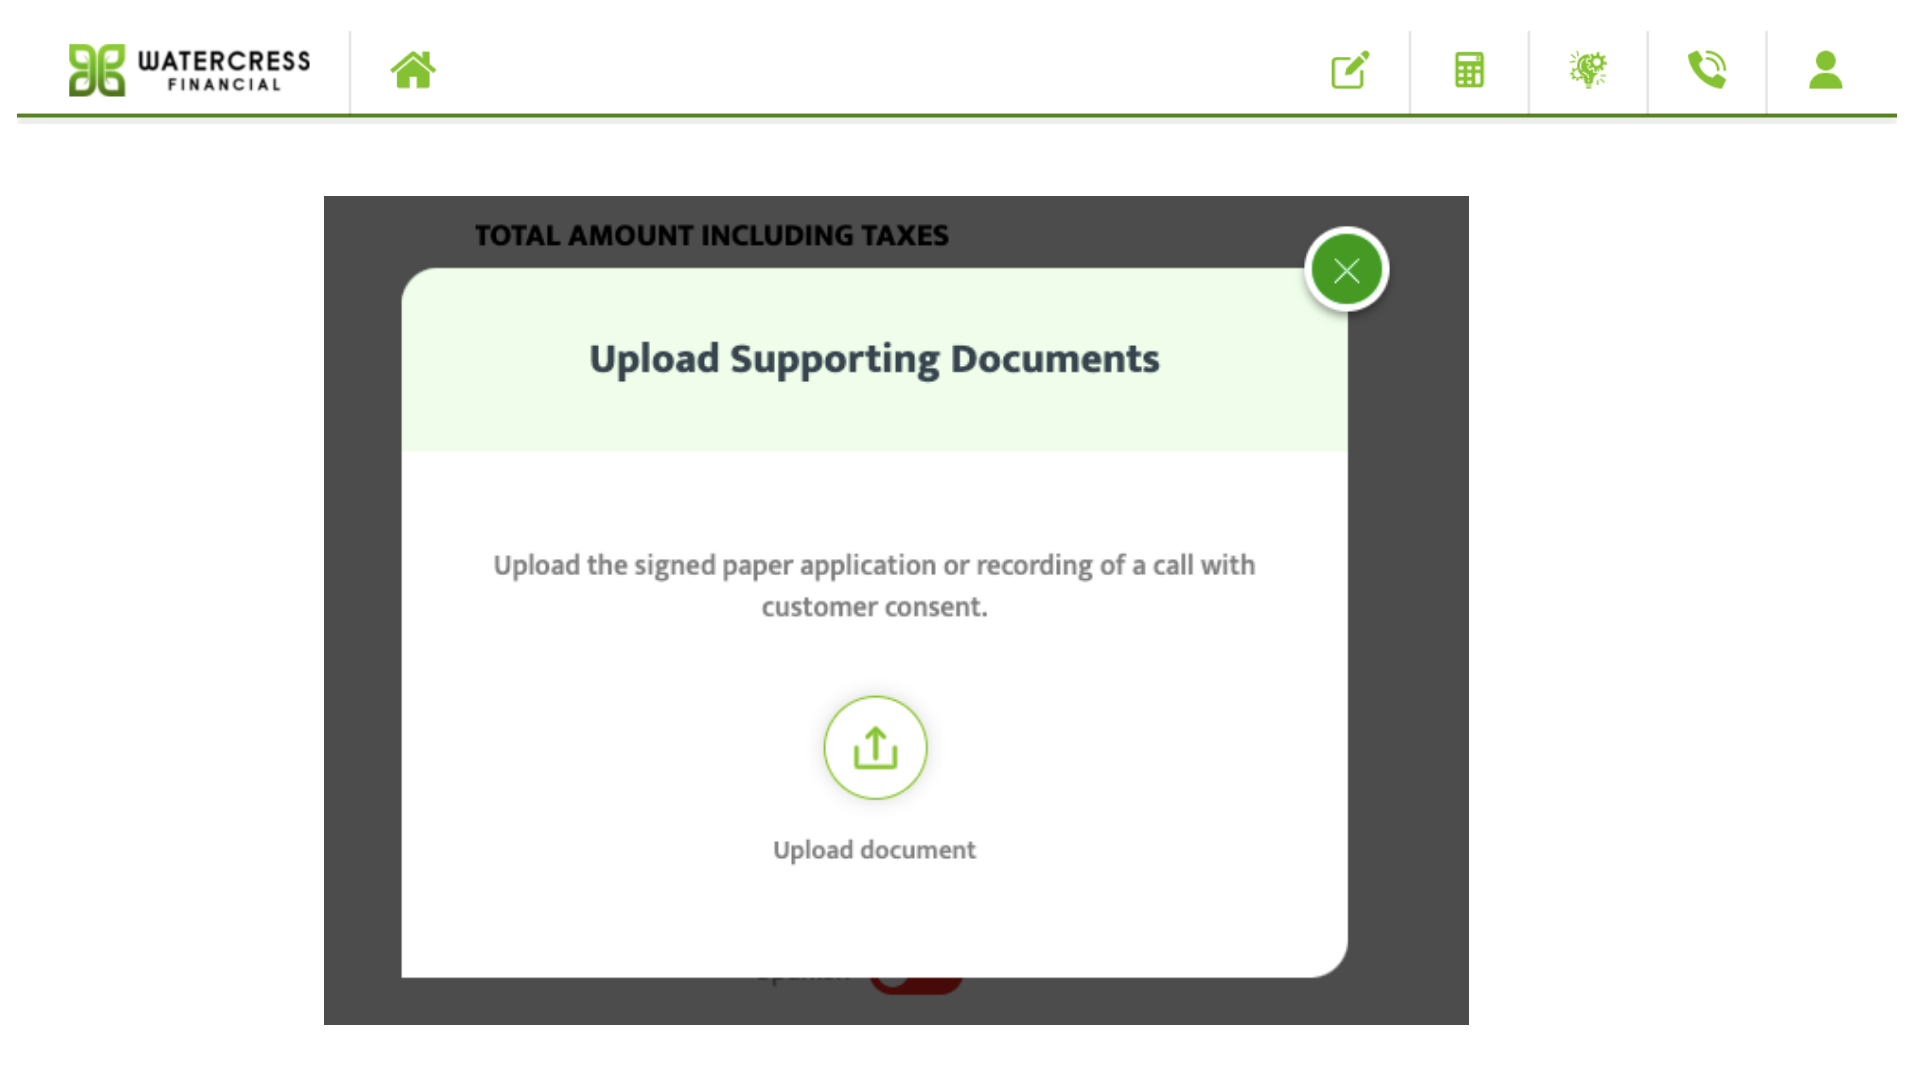 WATERCRESS
FINANCIAL
TOTAL AMOUNT INCLUDING TAXES
Upload Supporting Documents
Upload the signed paper application or recording of a call with
customer consent.
Upload document